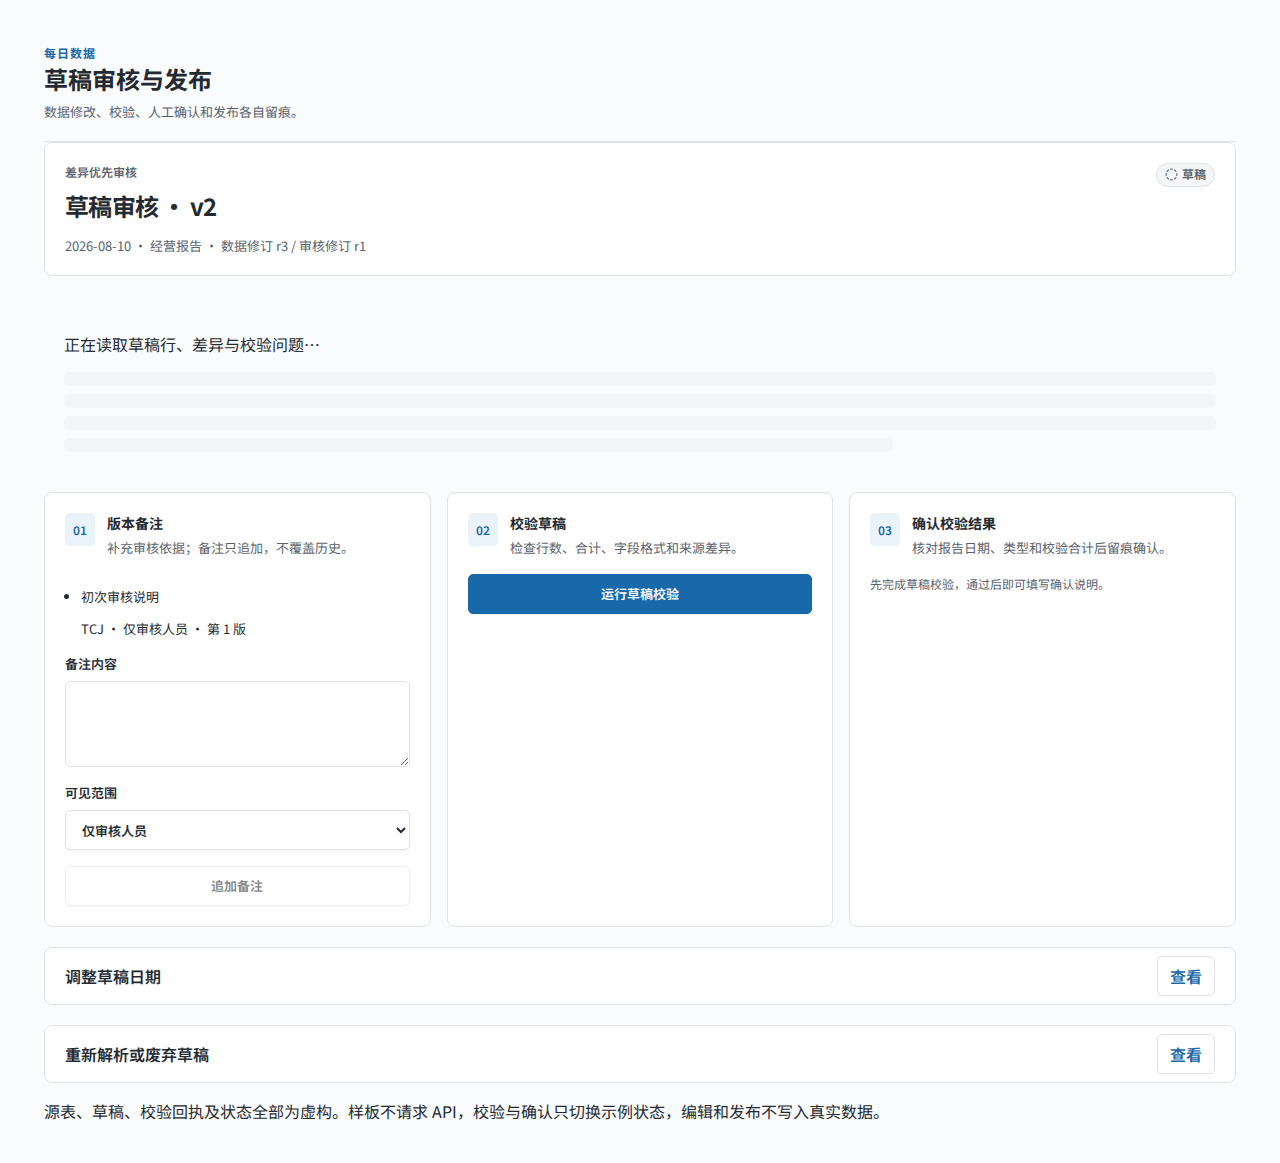 每日数据
草稿审核与发布
数据修改、校验、人工确认和发布各自留痕。
差异优先审核
草稿
草稿审核 · v2
2026-08-10 · 经营报告 · 数据修订 r3 / 审核修订 r1
正在读取草稿行、差异与校验问题…
01
版本备注
补充审核依据；备注只追加，不覆盖历史。
初次审核说明
TCJ · 仅审核人员 · 第 1 版
备注内容
可见范围
仅审核人员
追加备注
02
校验草稿
检查行数、合计、字段格式和来源差异。
运行草稿校验
03
确认校验结果
核对报告日期、类型和校验合计后留痕确认。
先完成草稿校验，通过后即可填写确认说明。
调整草稿日期
查看
重新解析或废弃草稿
查看
源表、草稿、校验回执及状态全部为虚构。样板不请求 API，校验与确认只切换示例状态，编辑和发布不写入真实数据。